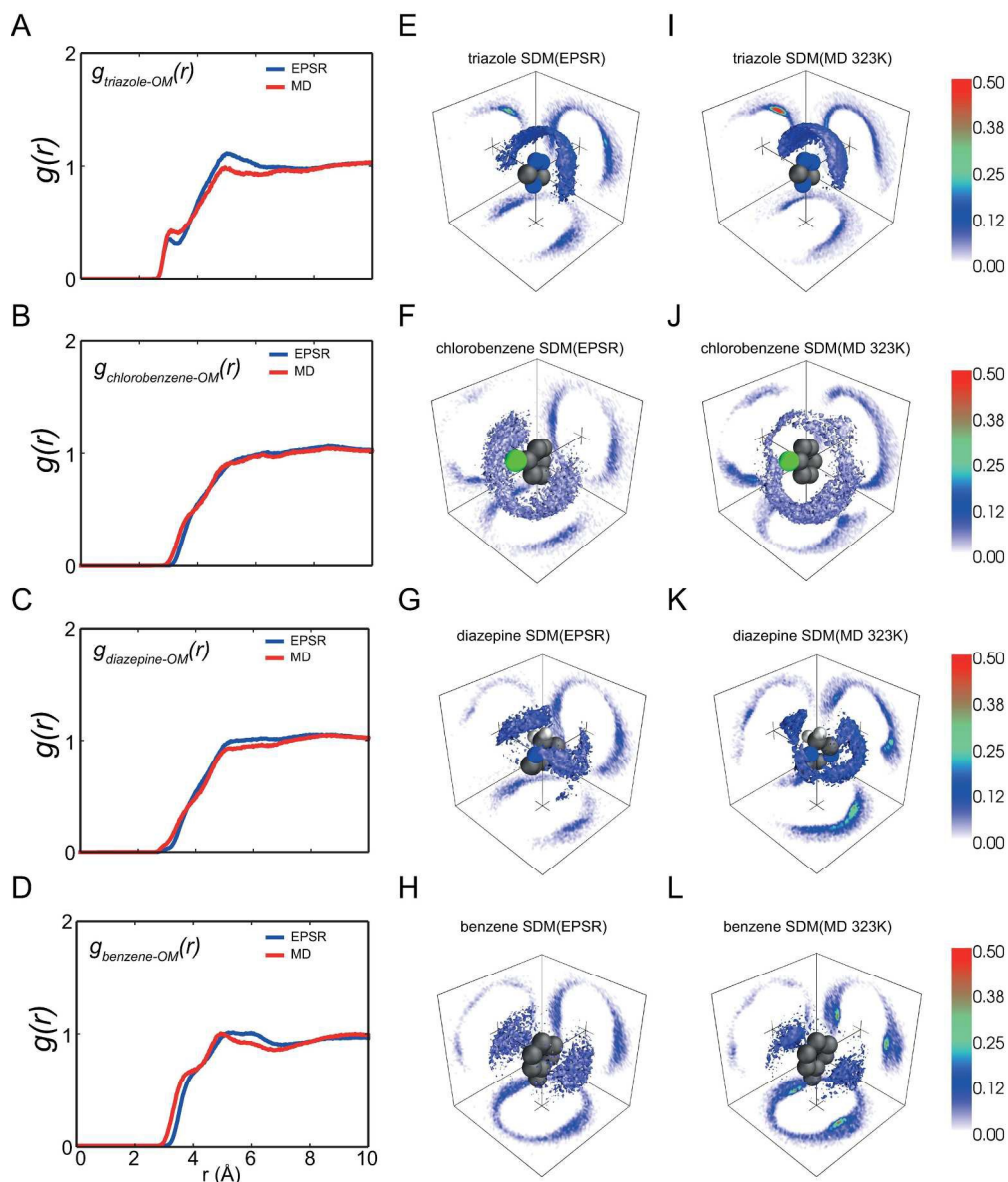 A
2
g_triazole-OM(r)
EPSR
MD
g(r)
1
0
E
triazole SDM(EPSR)
I
triazole SDM(MD 323K)
0.50
0.38
0.25
0.12
0.00
B
2
g_chlorobenzene-OM(r)
EPSR
MD
g(r)
1
0
F
chlorobenzene SDM(EPSR)
J
chlorobenzene SDM(MD 323K)
0.50
0.38
0.25
0.12
0.00
C
2
g_diazepine-OM(r)
EPSR
MD
g(r)
1
0
G
diazepine SDM(EPSR)
K
diazepine SDM(MD 323K)
0.50
0.38
0.25
0.12
0.00
D
2
g_benzene-OM(r)
EPSR
MD
g(r)
1
0
0 2 4 6 8 10
r (Å)
H
benzene SDM(EPSR)
L
benzene SDM(MD 323K)
0.50
0.38
0.25
0.12
0.00